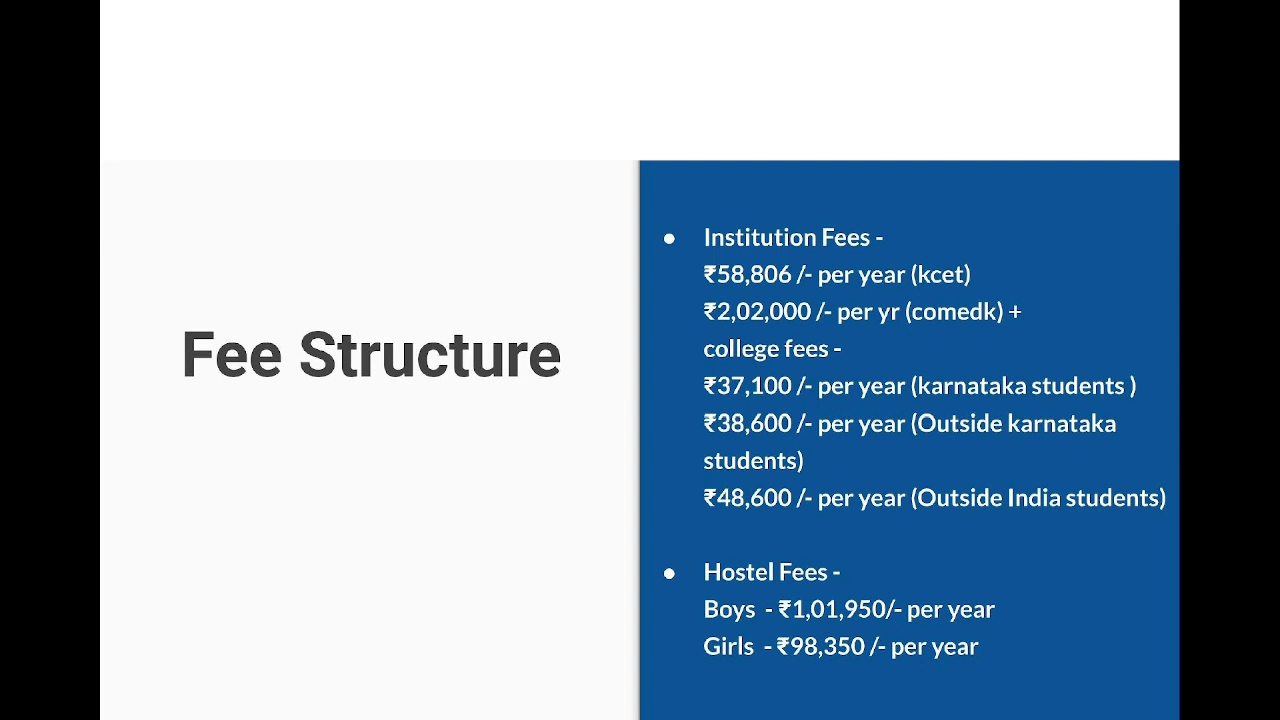 Fee Structure
● Institution Fees -
₹58,806 /- per year (kcet)
₹2,02,000 /- per yr (comedk) +
college fees -
₹37,100 /- per year (karnataka students )
₹38,600 /- per year (Outside karnataka
students)
₹48,600 /- per year (Outside India students)
● Hostel Fees -
Boys  - ₹1,01,950/- per year
Girls  - ₹98,350 /- per year